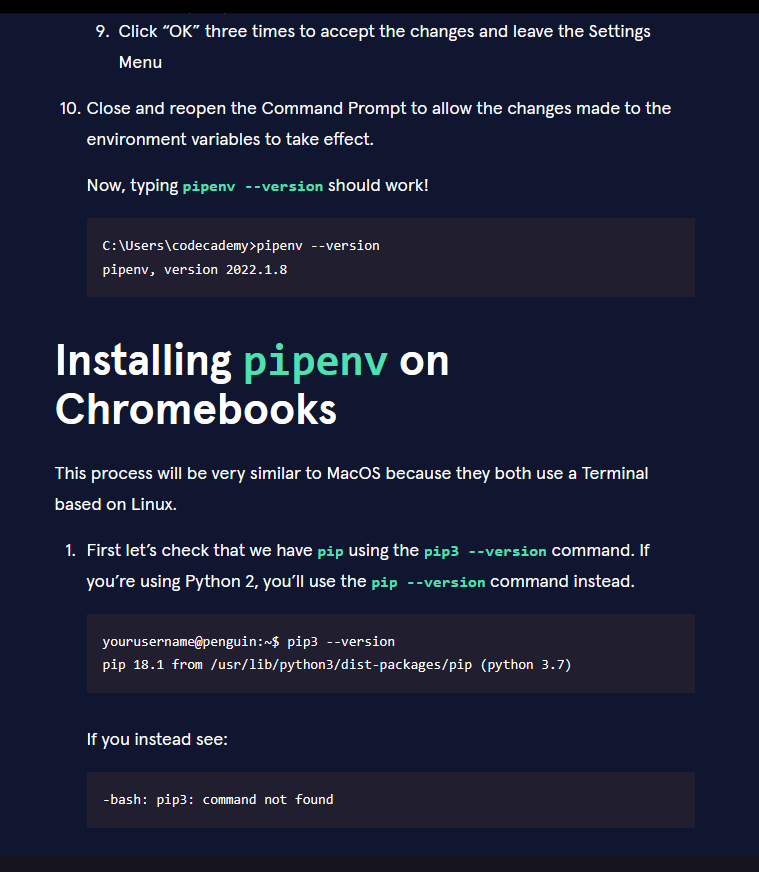 9. Click “OK” three times to accept the changes and leave the Settings
Menu
10. Close and reopen the Command Prompt to allow the changes made to the
environment variables to take effect.
Now, typing pipenv --version should work!
C:\Users\codecademy>pipenv --version
pipenv, version 2022.1.8
Installing pipenv on
Chromebooks
This process will be very similar to MacOS because they both use a Terminal
based on Linux.
1. First let’s check that we have pip using the pip3 --version command. If
you’re using Python 2, you’ll use the pip --version command instead.
yourusername@penguin:~$ pip3 --version
pip 18.1 from /usr/lib/python3/dist-packages/pip (python 3.7)
If you instead see:
-bash: pip3: command not found